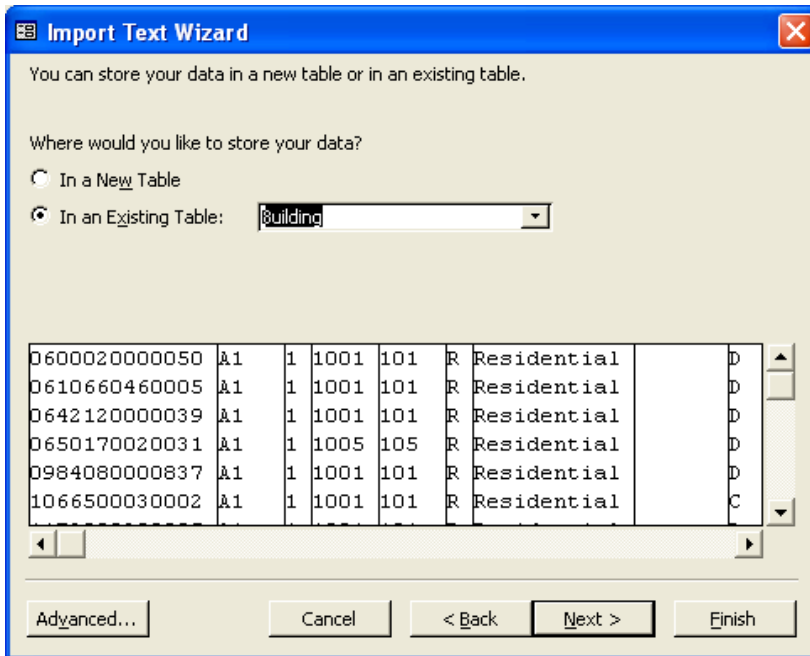 Import Text Wizard
You can store your data in a new table or in an existing table.
Where would you like to store your data?
In a New Table
In an Existing Table: Building
0600020000050 A1 1 1001 101 R Residential D
0610660460005 A1 1 1001 101 R Residential D
0642120000039 A1 1 1001 101 R Residential D
0650170020031 A1 1 1005 105 R Residential D
0984080000837 A1 1 1001 101 R Residential D
1066500030002 A1 1 1001 101 R Residential C
Advanced... Cancel < Back Next > Finish